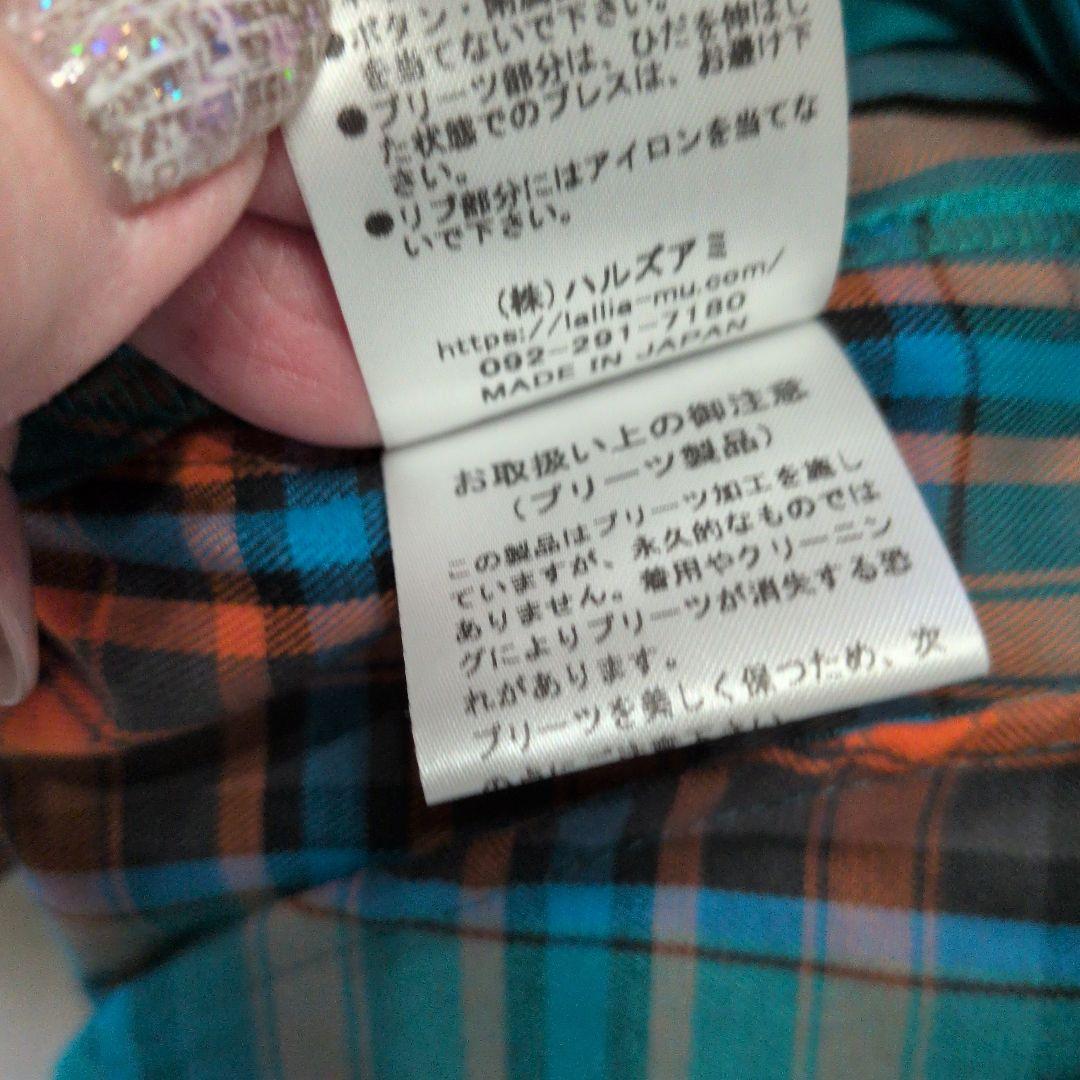 ボタン・附属
を当てないで下さい。
●プリーツ部分は、ひだを伸ばし
た状態でのプレスは、お避け下
さい。
●リブ部分にはアイロンを当てな
いで下さい。
(株)ハルズアミ
https://lallia-mu.com/
092-291-7180
MADE IN JAPAN
お取扱い上の御注意
(プリーツ製品)
この製品はプリーツ加工を施し
ていますが、永久的なものでは
ありません。着用やクリーニン
グによりプリーツが消失する恐
れがあります。
プリーツを美しく保つため、次